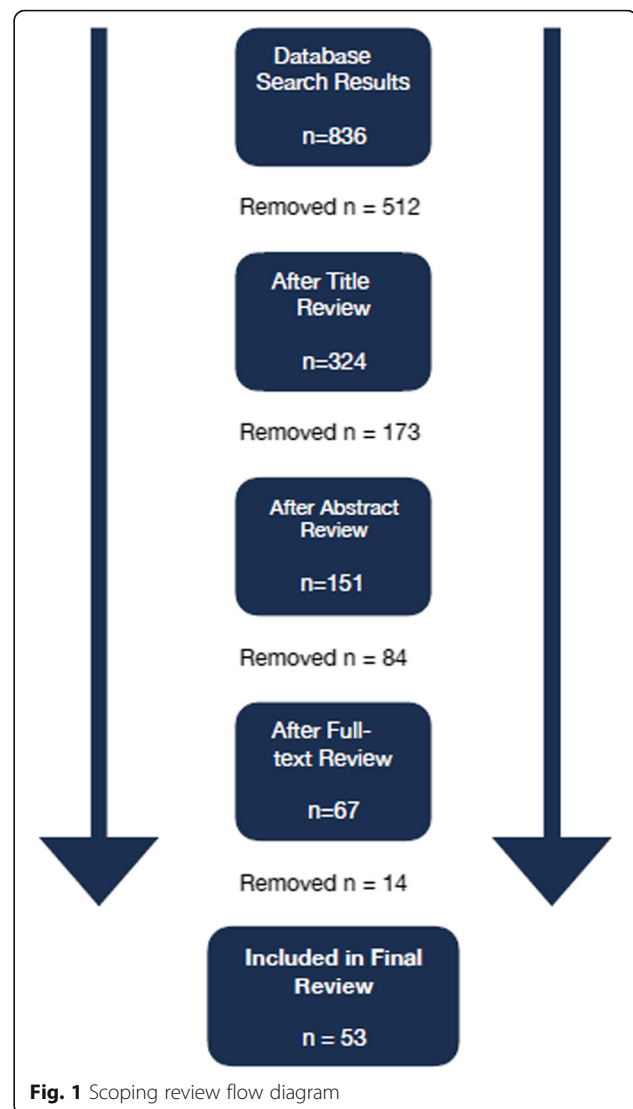 Database
Search Results
n=836
Removed n = 512
After Title
Review
n=324
Removed n = 173
After Abstract
Review
n=151
Removed n = 84
After Full-
text Review
n=67
Removed n = 14
Included in Final
Review
n = 53
Fig. 1 Scoping review flow diagram